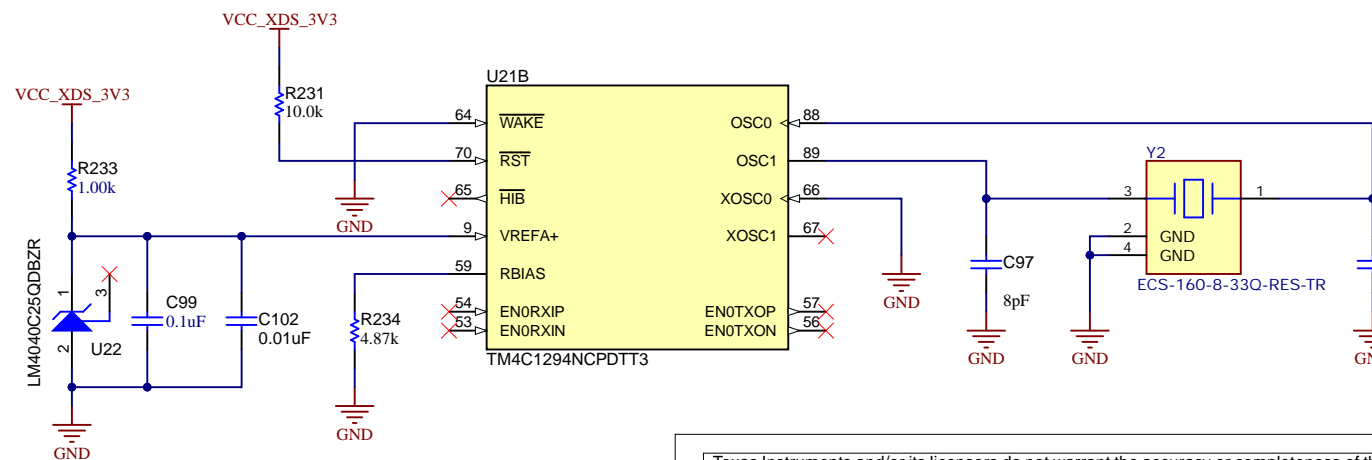 VCC_XDS_3V3
VCC_XDS_3V3
R231
10.0k
R233
1.00k
LM4040C25QDBZR
1
3
2
U22
GND
C99
0.1uF
C102
0.01uF
GND
R234
4.87k
GND
U21B
64 WAKE
70 RST
65 HIB
9 VREFA+
59 RBIAS
54 EN0RXIP
53 EN0RXIN
OSC0 88
OSC1 89
XOSC0 66
XOSC1 67
EN0TXOP 57
EN0TXON 56
TM4C1294NCPDTT3
GND
C97
8pF
GND
Y2
3
1
2 GND
4 GND
ECS-160-8-33Q-RES-TR
GND